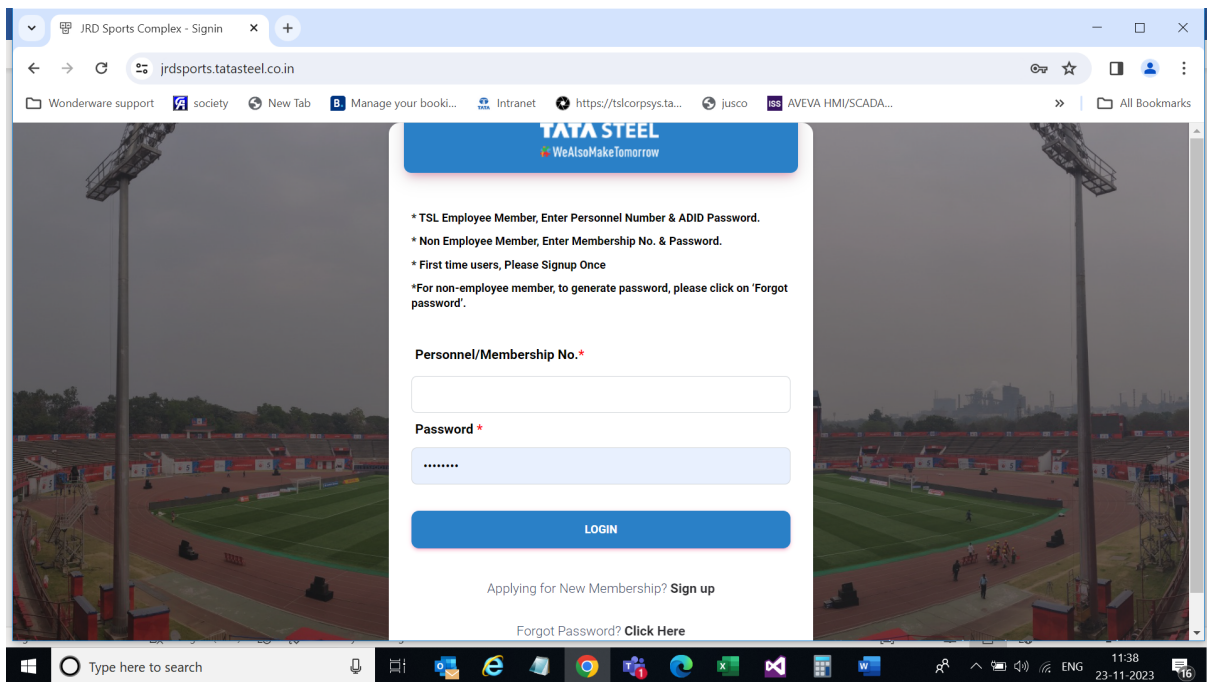 JRD Sports Complex - Signin
jrdsports.tatasteel.co.in
Wonderware support society New Tab B. Manage your booki... TATA Intranet https://tslcorpsys.ta... jusco ISS AVEVA HMI/SCADA... » All Bookmarks
TATA STEEL
#WeAlsoMakeTomorrow
* TSL Employee Member, Enter Personnel Number & ADID Password.
* Non Employee Member, Enter Membership No. & Password.
* First time users, Please Signup Once
*For non-employee member, to generate password, please click on ‘Forgot
password’.
Personnel/Membership No.*
Password *
LOGIN
Applying for New Membership? Sign up
Forgot Password? Click Here
Type here to search
ENG
11:38
23-11-2023
16